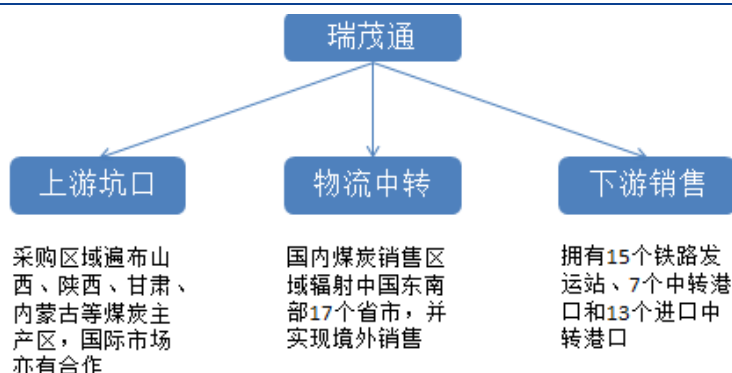 瑞茂通
上游坑口
物流中转
下游销售
采购区域遍布山
西、陕西、甘肃、
内蒙古等煤炭主
产区，国际市场
亦有合作
国内煤炭销售区
域辐射中国东南
部17个省市，并
实现境外销售
拥有15个铁路发
运站、7个中转港
口和13个进口中
转港口